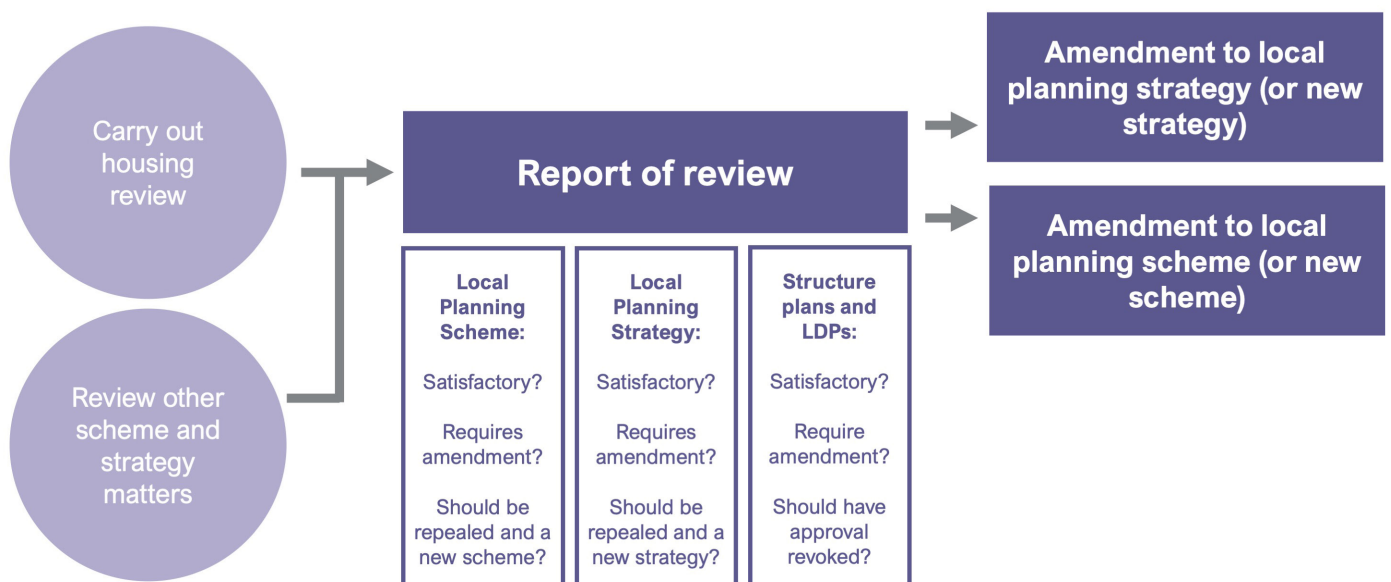 Carry out
housing
review
Review other
scheme and
strategy
matters
Report of review
Local
Planning
Scheme:
Satisfactory?
Requires
amendment?
Should be
repealed and a
new scheme?
Local
Planning
Strategy:
Satisfactory?
Requires
amendment?
Should be
repealed and a
new strategy?
Structure
plans and
LDPs:
Satisfactory?
Require
amendment?
Should have
approval
revoked?
Amendment to local
planning strategy (or new
strategy)
Amendment to local
planning scheme (or new
scheme)